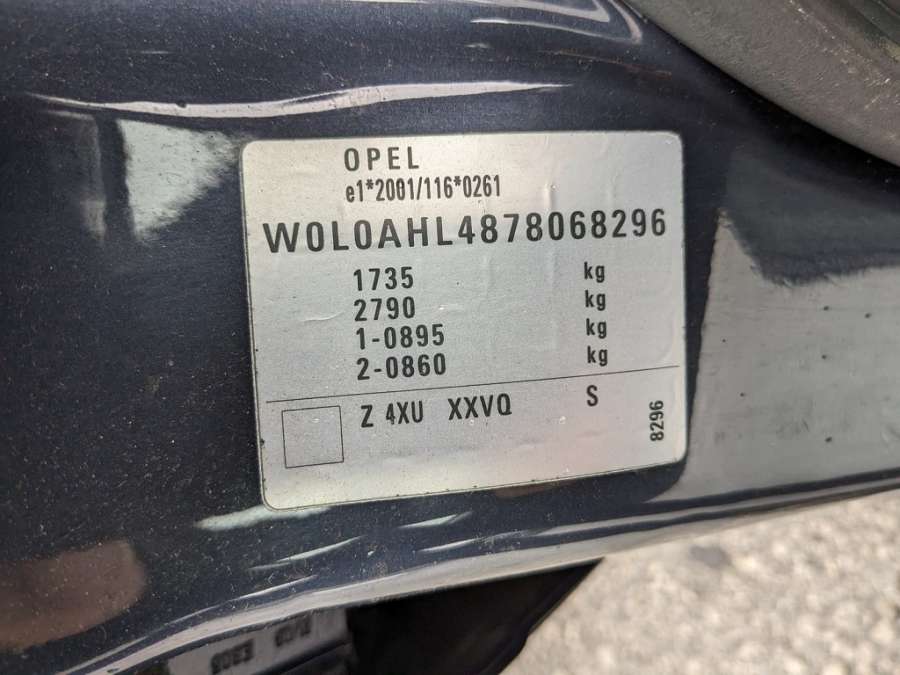 OPEL
e1*2001/116*0261
W0L0AHL4878068296
1735 kg
2790 kg
1-0895 kg
2-0860 kg
Z 4XU XXVQ S
8296